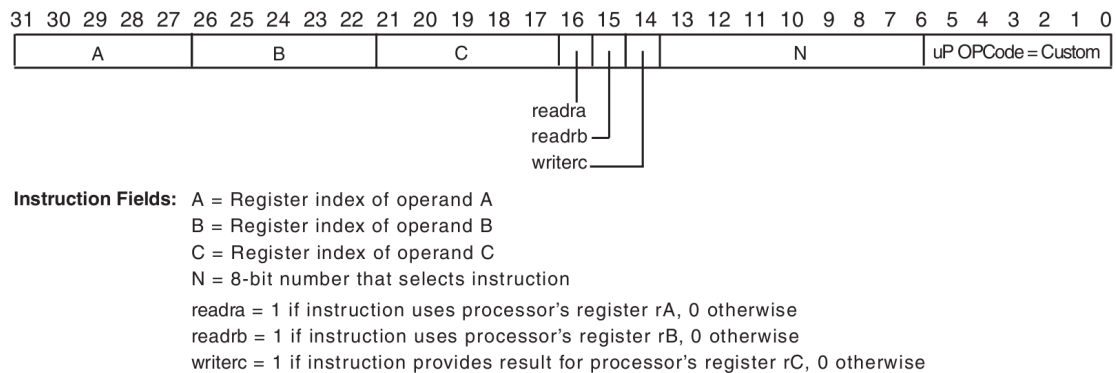 31 30 29 28 27 26 25 24 23 22 21 20 19 18 17 16 15 14 13 12 11 10 9 8 7 6 5 4 3 2 1 0
A B C N uP OPCode = Custom
readra
readrb
writerc
Instruction Fields: A = Register index of operand A
B = Register index of operand B
C = Register index of operand C
N = 8-bit number that selects instruction
readra = 1 if instruction uses processor's register rA, 0 otherwise
readrb = 1 if instruction uses processor's register rB, 0 otherwise
writerc = 1 if instruction provides result for processor's register rC, 0 otherwise